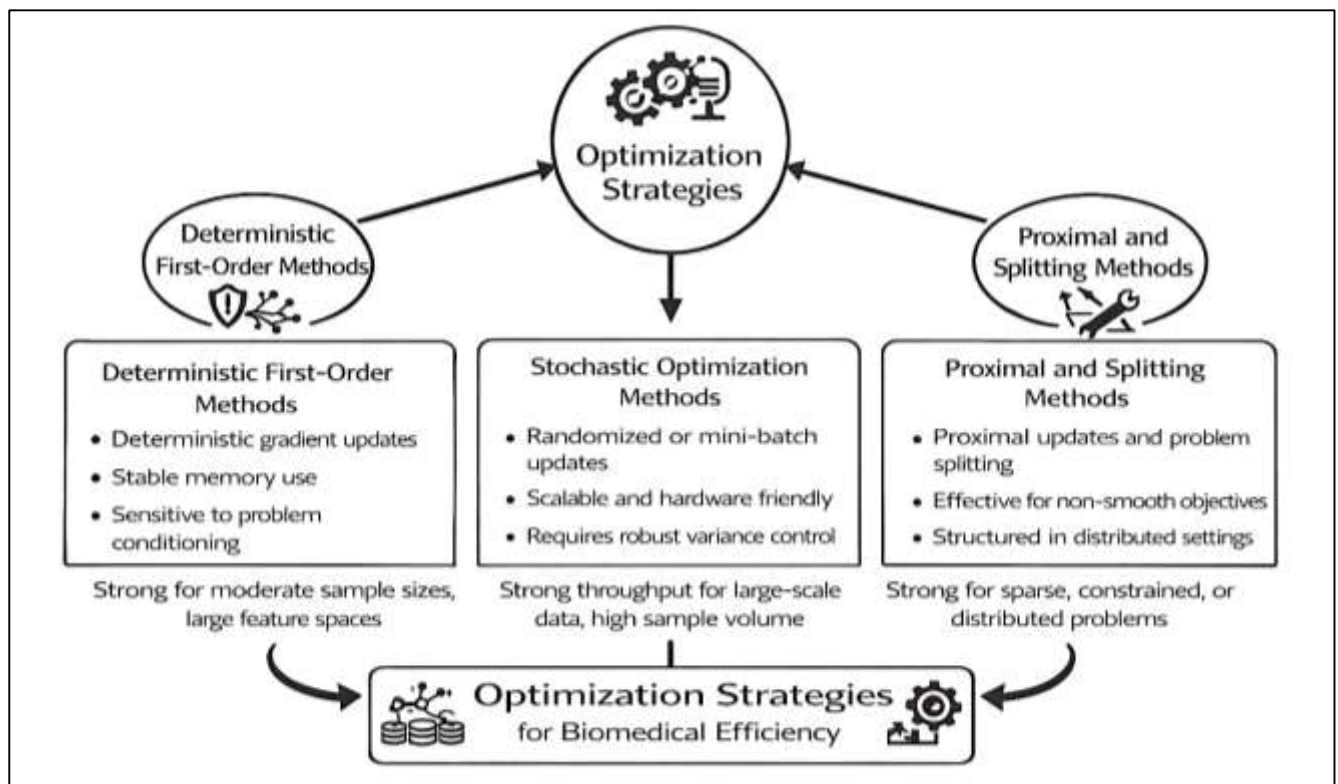 Optimization
Strategies
Deterministic
First-Order Methods
Proximal and
Splitting Methods
Deterministic First-Order
Methods
• Deterministic gradient updates
• Stable memory use
• Sensitive to problem
conditioning
Strong for moderate sample sizes,
large feature spaces
Stochastic Optimization
Methods
• Randomized or mini-batch
updates
• Scalable and hardware friendly
• Requires robust variance control
Strong throughput for large-scale
data, high sample volume
Proximal and Splitting
Methods
• Proximal updates and problem
splitting
• Effective for non-smooth objectives
• Structured in distributed settings
Strong for sparse, constrained, or
distributed problems
Optimization Strategies
for Biomedical Efficiency